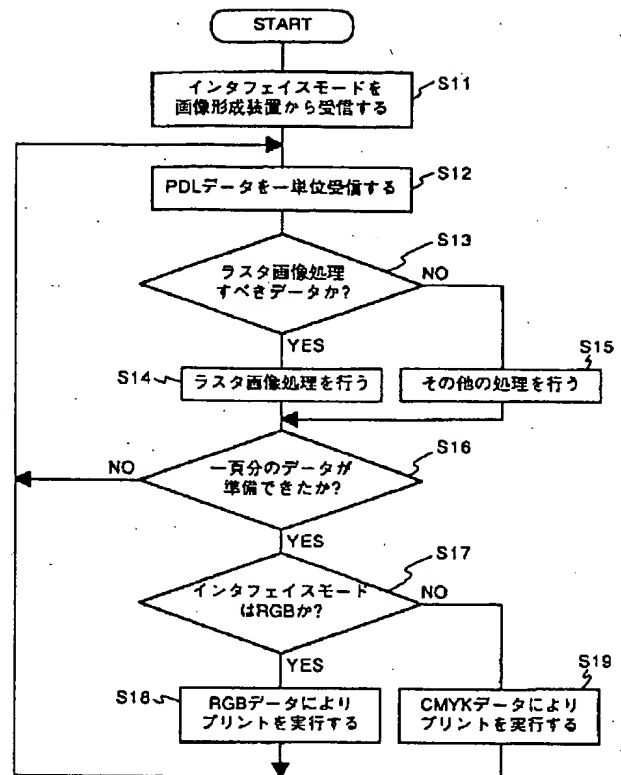 START
インタフェイスモードを
画像形成装置から受信する
S11
PDLデータを一単位受信する
S12
S13
ラスタ画像処理
すべきデータか?
NO
YES
S14
ラスタ画像処理を行う
S15
その他の処理を行う
S16
一頁分のデータが
準備できたか?
NO
YES
S17
インタフェイスモード
はRGBか?
NO
YES
S18
RGBデータにより
プリントを実行する
S19
CMYKデータにより
プリントを実行する